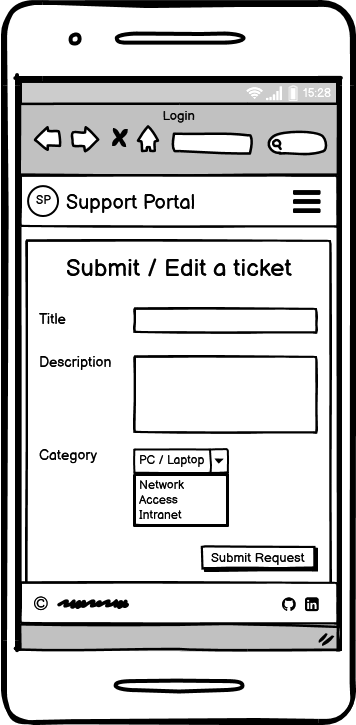 15:28
Login
SP Support Portal
Submit / Edit a ticket
Title
Description
Category
PC / Laptop
Network
Access
Intranet
Submit Request
©
in